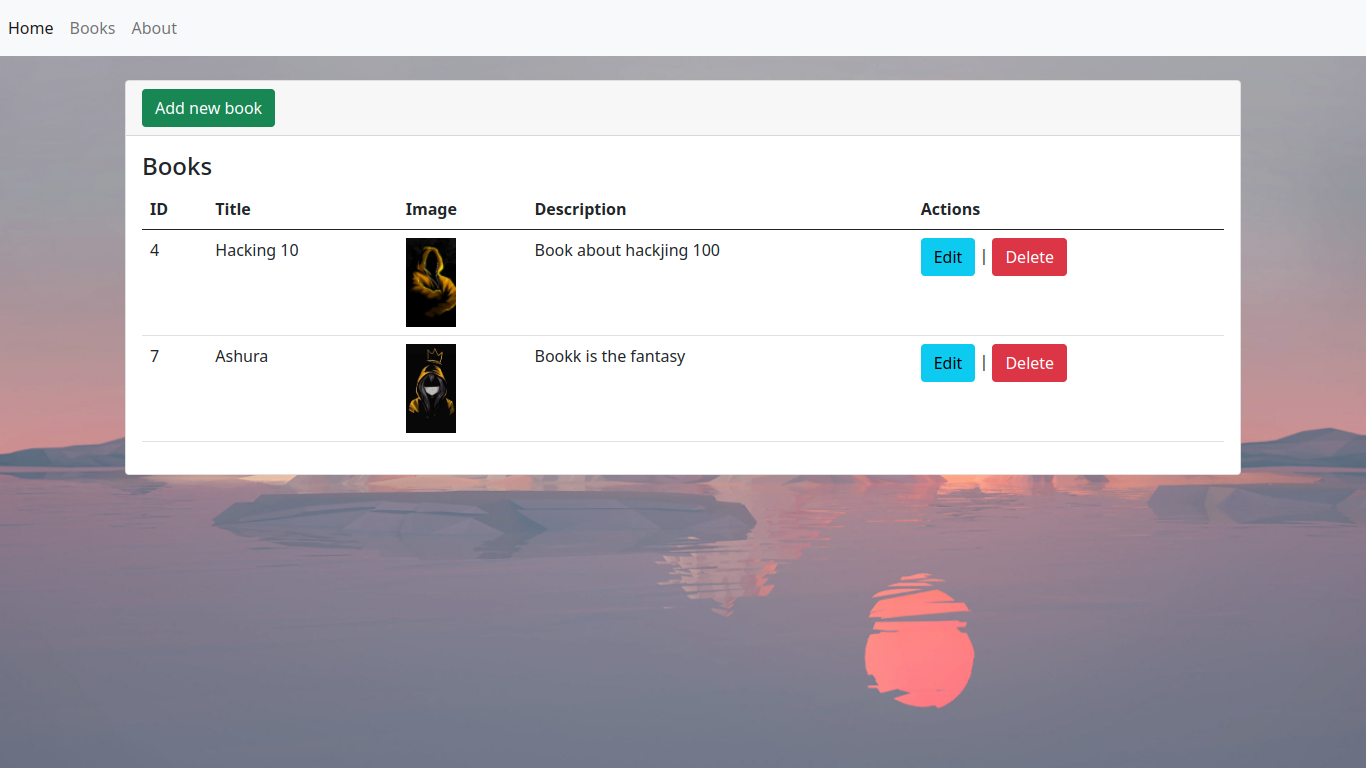 Home Books About
Add new book
Books
ID Title Image Description Actions
4 Hacking 10 Book about hackjing 100 Edit | Delete
7 Ashura Bookk is the fantasy Edit | Delete